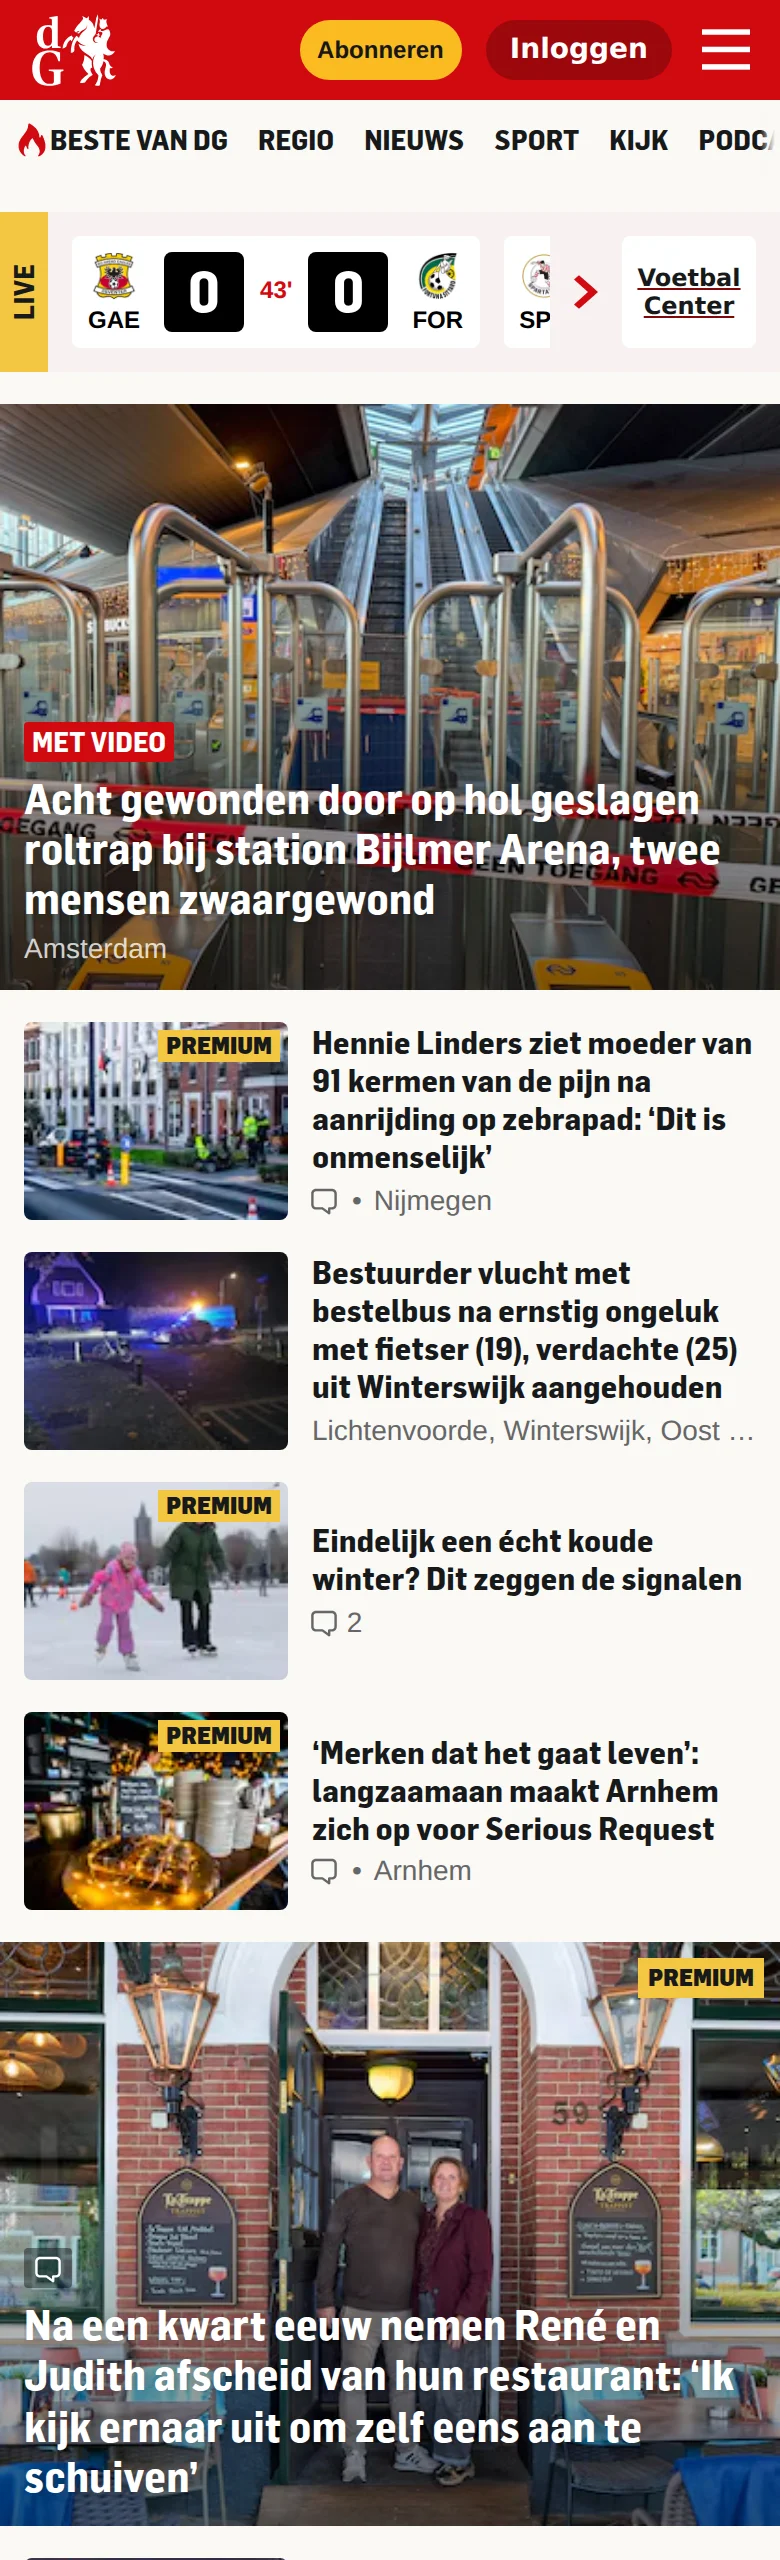 dG
Abonneren
Inloggen
BESTE VAN DG
REGIO
NIEUWS
SPORT
KIJK
PODCA
LIVE
GAE
0
43'
0
FOR
SP
Voetbal
Center
MET VIDEO
Acht gewonden door op hol geslagen
roltrap bij station Bijlmer Arena, twee
mensen zwaargewond
Amsterdam
PREMIUM
Hennie Linders ziet moeder van
91 kermen van de pijn na
aanrijding op zebrapad: ‘Dit is
onmenselijk’
• Nijmegen
Bestuurder vlucht met
bestelbus na ernstig ongeluk
met fietser (19), verdachte (25)
uit Winterswijk aangehouden
Lichtenvoorde, Winterswijk, Oost ...
PREMIUM
Eindelijk een écht koude
winter? Dit zeggen de signalen
2
PREMIUM
‘Merken dat het gaat leven’:
langzaamaan maakt Arnhem
zich op voor Serious Request
• Arnhem
PREMIUM
59
La Trappe
La Trappe
Na een kwart eeuw nemen René en
Judith afscheid van hun restaurant: ‘Ik
kijk ernaar uit om zelf eens aan te
schuiven’